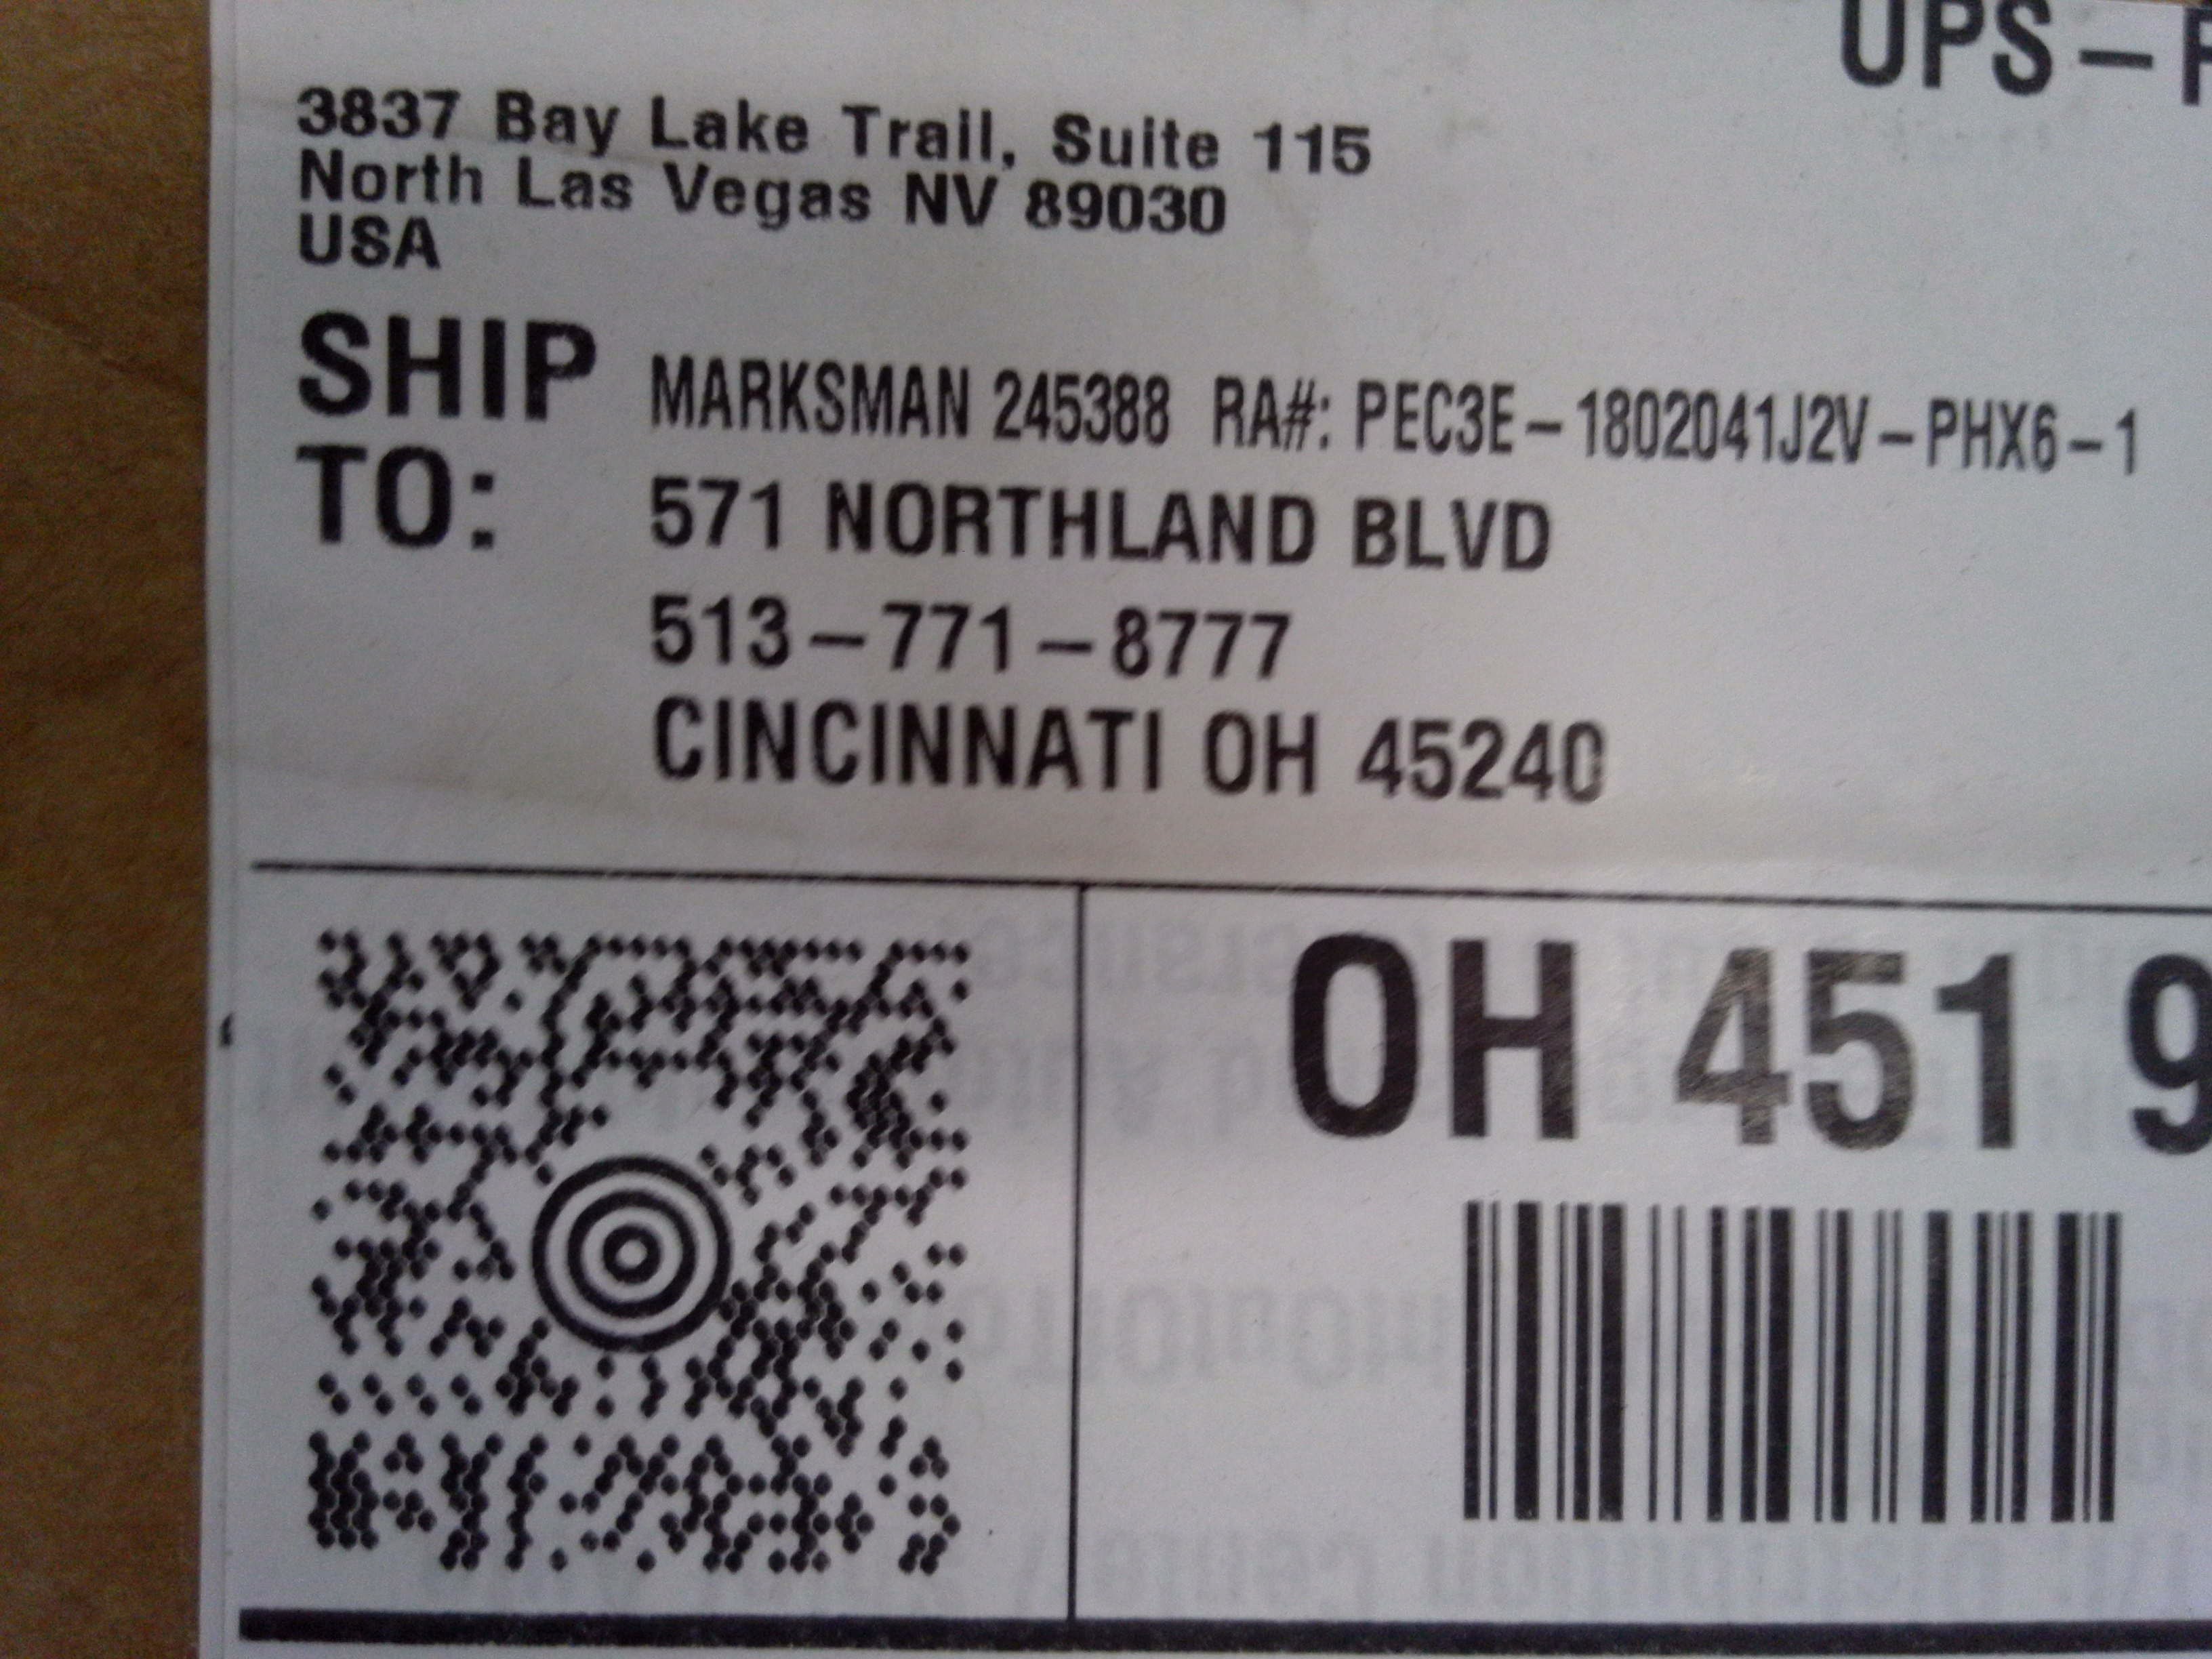 UPS-
3837 Bay Lake Trail, Suite 115
North Las Vegas NV 89030
USA
SHIP TO:
MARKSMAN 245388 RA#: PEC3E-1802041J2V-PHX6-1
571 NORTHLAND BLVD
513-771-8777
CINCINNATI OH 45240
OH 451 9